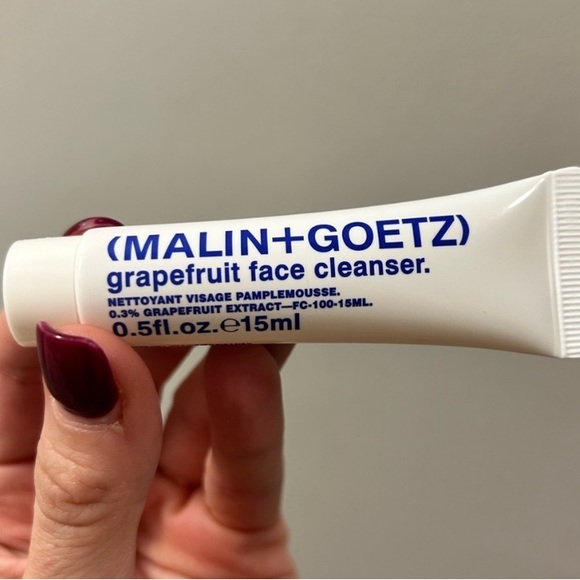 (MALIN+GOETZ)
grapefruit face cleanser.
NETTOYANT VISAGE PAMPLEMOUSSE.
0.3% GRAPEFRUIT EXTRACT—FC-100-15ML.
0.5fl.oz.℮15ml